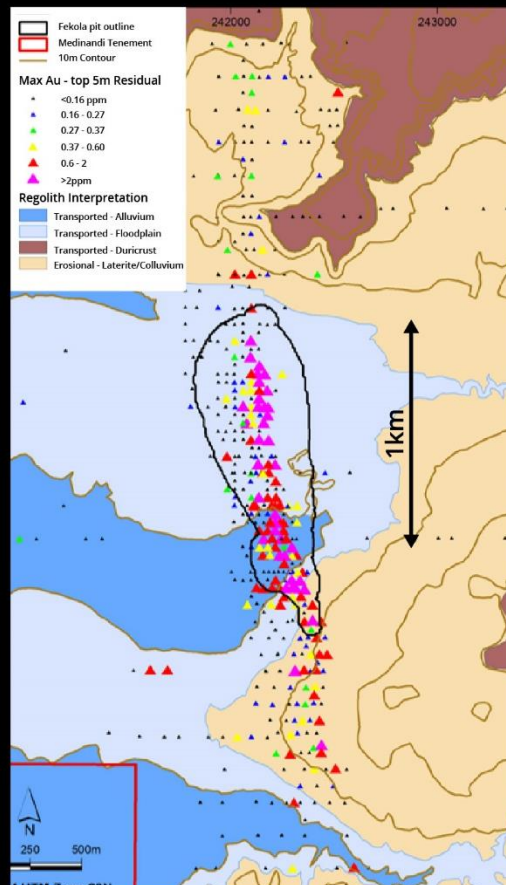 242000
243000
Fekola pit outline
Medinandi Tenement
10m Contour
Max Au - top 5m Residual
<0.16 ppm
0.16 - 0.27
0.27 - 0.37
0.37 - 0.60
0.6 - 2
>2ppm
Regolith Interpretation
Transported - Alluvium
Transported - Floodplain
Transported - Duricrust
Erosional - Laterite/Colluvium
1km
N
250
500m